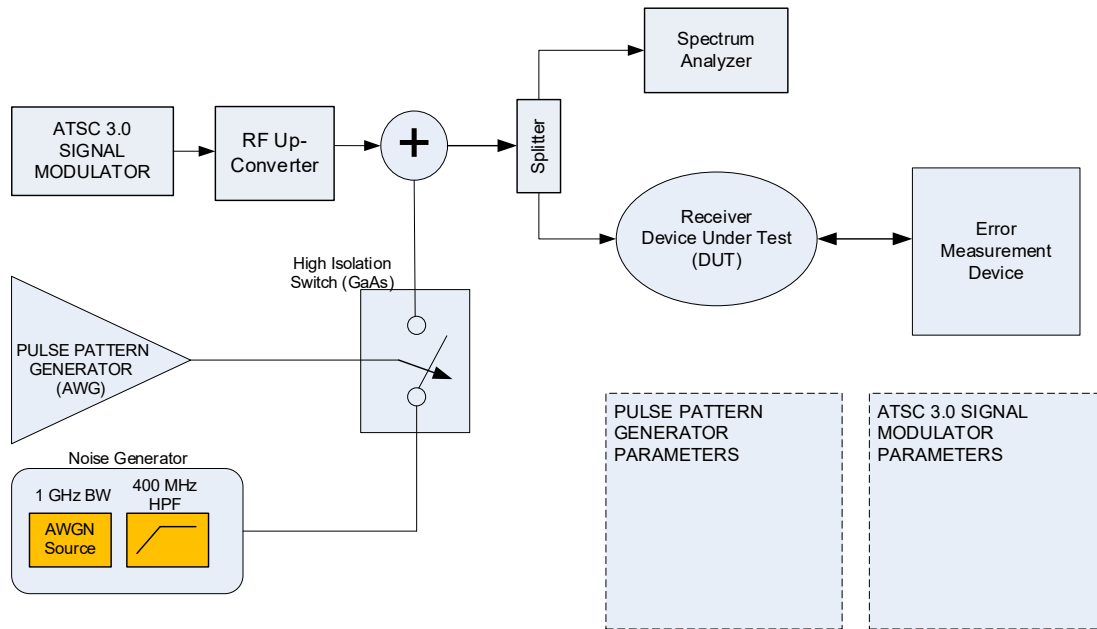 Spectrum
Analyzer
ATSC 3.0
SIGNAL
MODULATOR
RF Up-
Converter
+
Splitter
Receiver
Device Under Test
(DUT)
Error
Measurement
Device
High Isolation
Switch (GaAs)
PULSE PATTERN
GENERATOR
(AWG)
Noise Generator
1 GHz BW
400 MHz
HPF
AWGN
Source
PULSE PATTERN
GENERATOR
PARAMETERS
ATSC 3.0 SIGNAL
MODULATOR
PARAMETERS